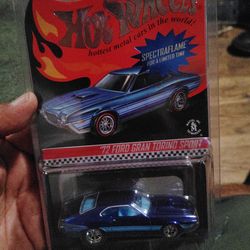 Hot Wheels
hottest metal cars in the world!
SPECTRAFLAME
FOR A LIMITED TIME
'72 FORD GRAN TORINO SPORT